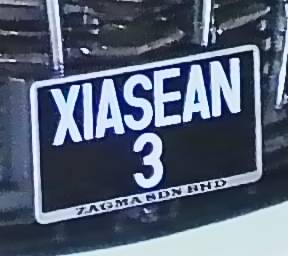 XIASEAN
3
ZAGMA SDN BHD